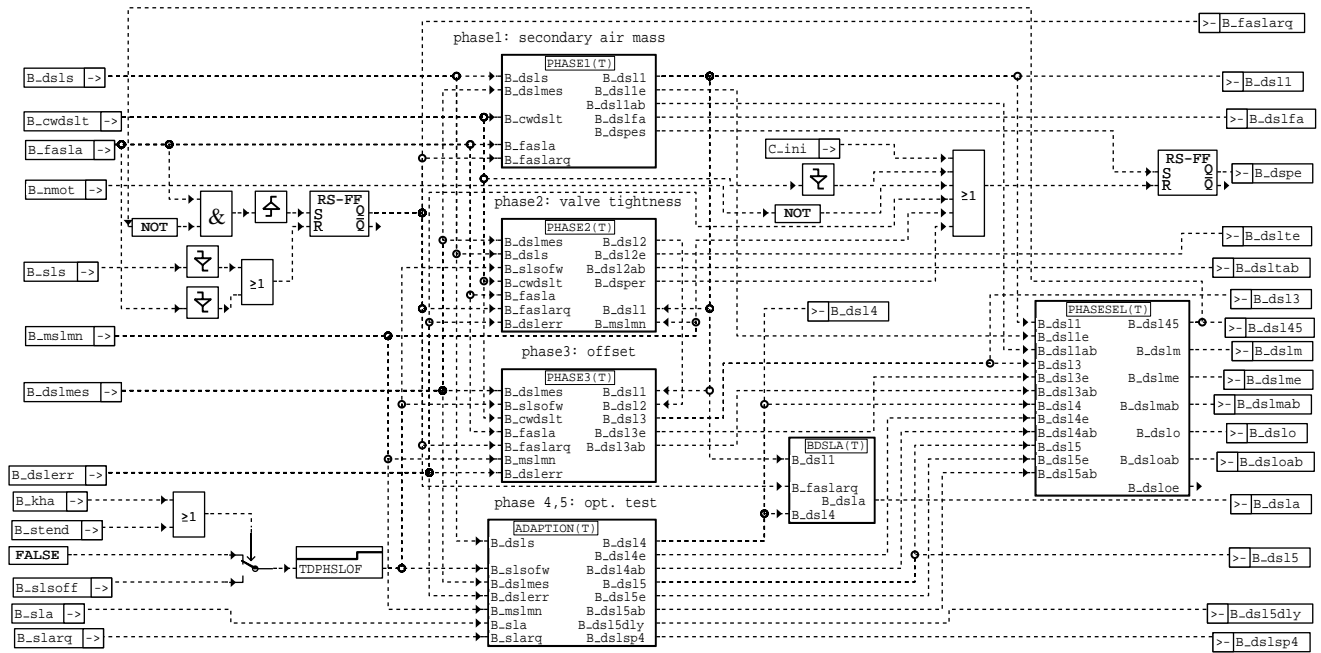 >- B_faslarq
phase1: secondary air mass
PHASE1(T)
B_dsls ->
B_dsls B_dsl1
B_dslmes B_dsl1e
B_dsl1ab
B_cwdslt B_dslfa
B_dspes
B_fasla
B_faslarq
>- B_dsl1
B_cwdslt ->
>- B_dslfa
B_fasla ->
C_ini ->
RS-FF
S Q
R Q
>- B_dspe
B_nmot ->
NOT
&
RS-FF
S Q
R Q
NOT
≥1
phase2: valve tightness
PHASE2(T)
B_dslmes B_dsl2
B_dsls B_dsl2e
B_slsofw B_dsl2ab
B_cwdslt B_dsper
B_fasla
B_faslarq B_dsl1
B_dslerr B_mslmn
>- B_dslte
B_sls ->
≥1
>- B_dsltab
>- B_dsl3
>- B_dsl4
B_mslmn ->
PHASESEL(T)
B_dsl1 B_dsl45
B_dsl1e
B_dsl1ab B_dslm
B_dsl3
B_dsl3e B_dslme
B_dsl3ab
B_dsl4 B_dslmab
B_dsl4e
B_dsl4ab B_dslo
B_dsl5
B_dsl5e B_dsloab
B_dsl5ab
B_dsloe
>- B_dsl45
>- B_dslm
>- B_dslme
>- B_dslmab
>- B_dslo
>- B_dsloab
phase3: offset
PHASE3(T)
B_dslmes ->
B_dslmes B_dsl1
B_slsofw B_dsl2
B_cwdslt B_dsl3
B_fasla B_dsl3e
B_faslarq B_dsl3ab
B_mslmn
B_dslerr
BDSLA(T)
B_dsl1
B_faslarq
B_dsla
B_dsl4
>- B_dsla
B_dslerr ->
B_kha ->
≥1
B_stend ->
FALSE
TDPHSLOF
B_slsoff ->
B_sla ->
B_slarq ->
phase 4,5: opt. test
ADAPTION(T)
B_dsls B_dsl4
B_dsl4e
B_slsofw B_dsl4ab
B_dslmes B_dsl5
B_dslerr B_dsl5e
B_mslmn B_dsl5ab
B_sla B_dsl5dly
B_slarq B_dslsp4
>- B_dsl5
>- B_dsl5dly
>- B_dslsp4